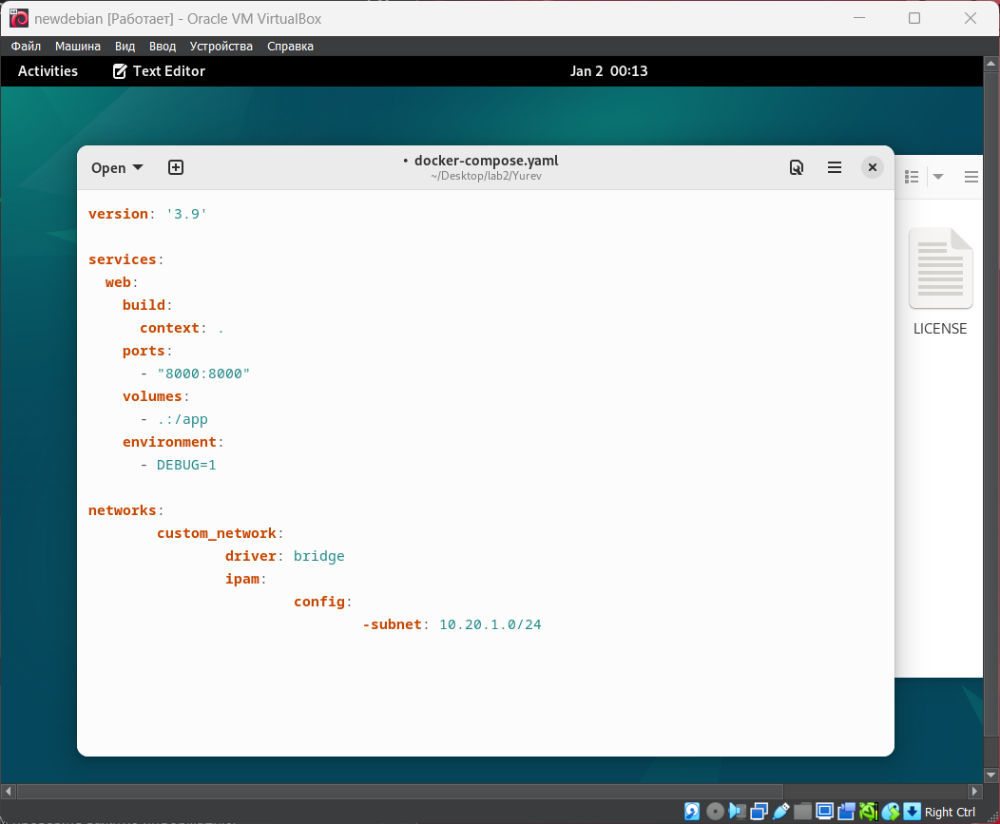 newdebian [Работает] - Oracle VM VirtualBox
Файл Машина Вид Ввод Устройства Справка
Activities Text Editor Jan 2 00:13
Open • docker-compose.yaml
~/Desktop/lab2/Yurev
version: '3.9'
services:
  web:
    build:
      context: .
    ports:
      - "8000:8000"
    volumes:
      - .:/app
    environment:
      - DEBUG=1
networks:
        custom_network:
                driver: bridge
                ipam:
                        config:
                                -subnet: 10.20.1.0/24
LICENSE
Right Ctrl